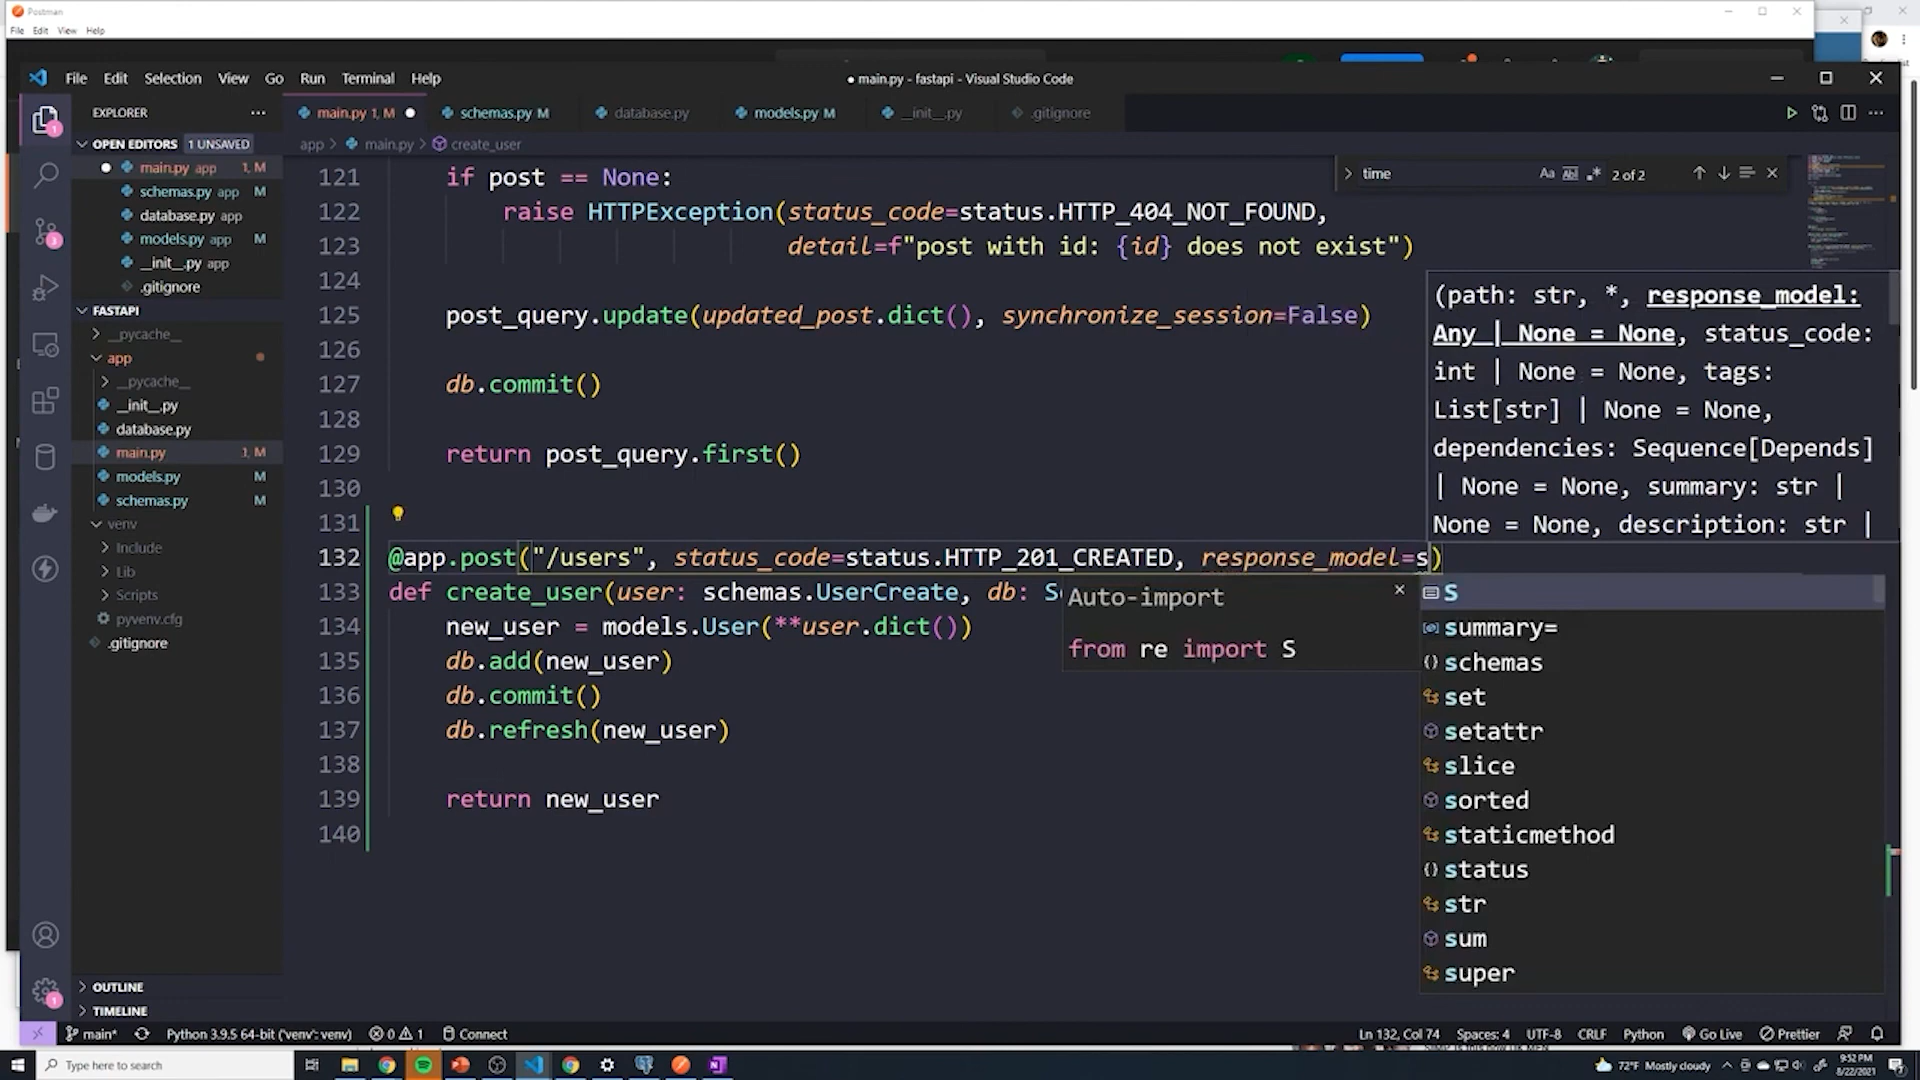 Postman
File Edit View Help
File Edit Selection View Go Run Terminal Help
● main.py - fastapi - Visual Studio Code
EXPLORER
main.py 1, M
schemas.py M
database.py
models.py M
__init__.py
.gitignore
OPEN EDITORS 1 UNSAVED
app > main.py > create_user
main.py app 1, M
schemas.py app M
database.py app
models.py app M
__init__.py app
.gitignore
FASTAPI
__pycache__
app
__pycache__
__init__.py
database.py
main.py 1, M
models.py M
schemas.py M
venv
Include
Lib
Scripts
pyvenv.cfg
.gitignore
OUTLINE
TIMELINE
time Aa Abl .* 2 of 2
121 if post == None:
122 raise HTTPException(status_code=status.HTTP_404_NOT_FOUND,
123 detail=f"post with id: {id} does not exist")
124
125 post_query.update(updated_post.dict(), synchronize_session=False)
126
127 db.commit()
128
129 return post_query.first()
130
131
132 @app.post("/users", status_code=status.HTTP_201_CREATED, response_model=s)
133 def create_user(user: schemas.UserCreate, db: S
134 new_user = models.User(**user.dict())
135 db.add(new_user)
136 db.commit()
137 db.refresh(new_user)
138
139 return new_user
140
(path: str, *, response_model:
Any | None = None, status_code:
int | None = None, tags:
List[str] | None = None,
dependencies: Sequence[Depends]
| None = None, summary: str |
None = None, description: str |
Auto-import
from re import S
S
summary=
schemas
set
setattr
slice
sorted
staticmethod
status
str
sum
super
main* Python 3.9.5 64-bit ('venv': venv) 0 1 Connect
Ln 132, Col 74 Spaces: 4 UTF-8 CRLF Python Go Live Prettier
Type here to search
72°F Mostly cloudy
9:52 PM
8/22/2021